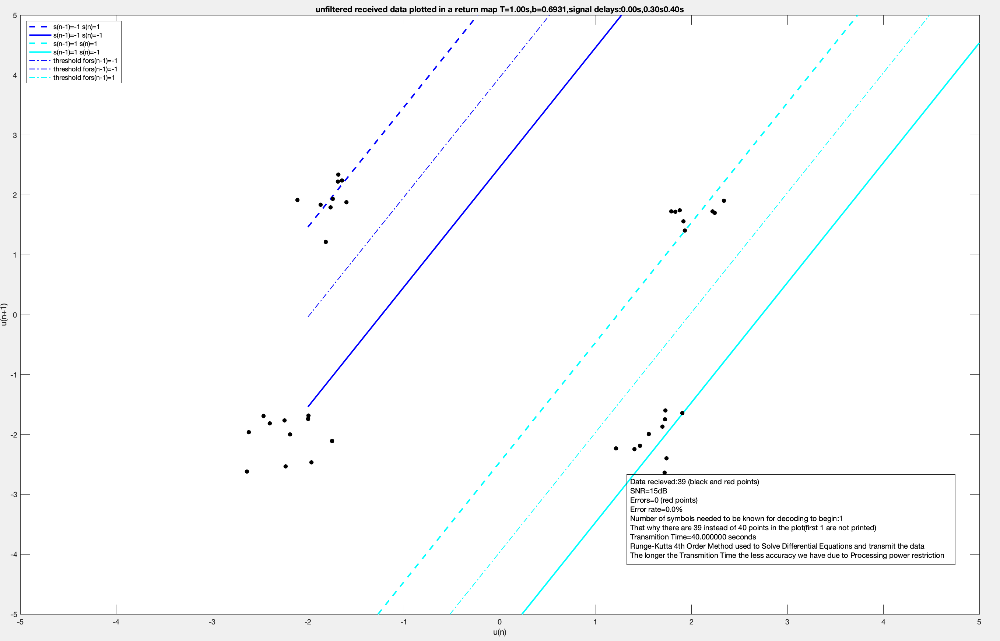 unfiltered received data plotted in a return map T=1.00s,b=0.6931,signal delays:0.00s,0.30s0.40s
s(n-1)=-1 s(n)=1
s(n-1)=-1 s(n)=-1
s(n-1)=1 s(n)=1
s(n-1)=1 s(n)=-1
threshold fors(n-1)=-1
threshold fors(n-1)=-1
threshold fors(n-1)=1
5
4
3
2
1
0
-1
-2
-3
-4
-5
u(n+1)
Data recieved:39 (black and red points)
SNR=15dB
Errors=0 (red points)
Error rate=0.0%
Number of symbols needed to be known for decoding to begin:1
That why there are 39 instead of 40 points in the plot(first 1 are not printed)
Transmition Time=40.000000 seconds
Runge-Kutta 4th Order Method used to Solve Differential Equations and transmit the data
The longer the Transmition Time the less accuracy we have due to Processing power restriction
-5 -4 -3 -2 -1 0 1 2 3 4 5
u(n)